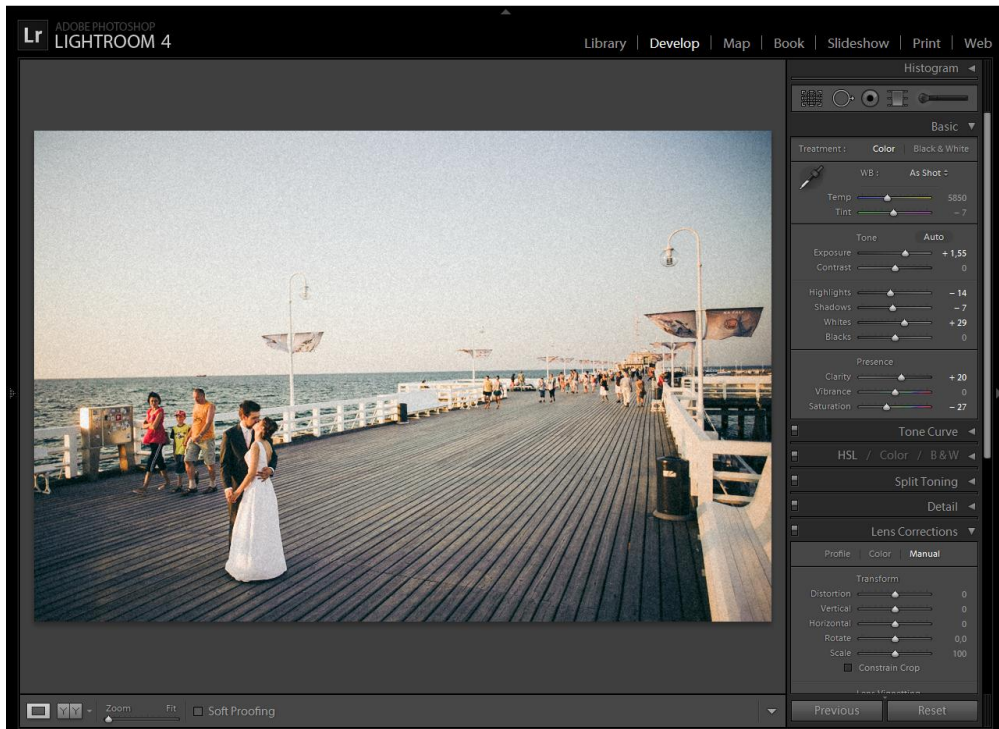 Lr
ADOBE PHOTOSHOP
LIGHTROOM 4
Library | Develop | Map | Book | Slideshow | Print | Web
Histogram
Basic
Treatment : Color | Black & White
WB : As Shot
Temp 5850
Tint – 7
Tone Auto
Exposure + 1,55
Contrast 0
Highlights – 14
Shadows – 7
Whites + 29
Blacks 0
Presence
Clarity + 20
Vibrance 0
Saturation – 27
Tone Curve
HSL / Color / B & W
Split Toning
Detail
Lens Corrections
Profile | Color | Manual
Transform
Distortion 0
Vertical 0
Horizontal 0
Rotate 0,0
Scale 100
Constrain Crop
Lens Vignetting
Y Y Zoom Fit Soft Proofing
Previous Reset